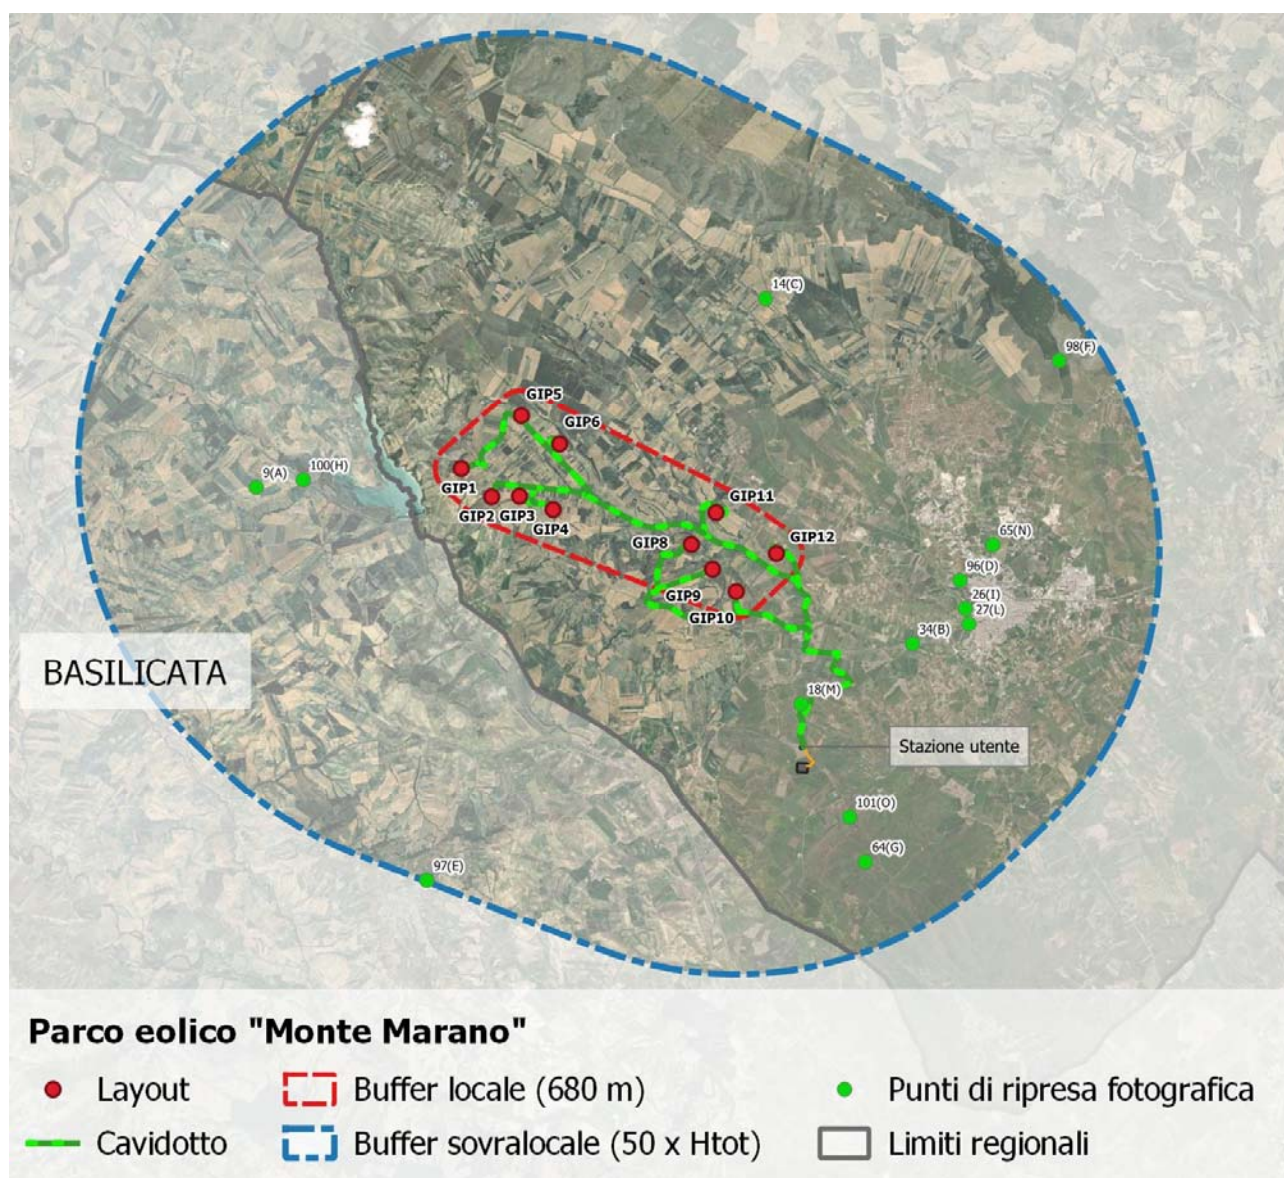 14(C)
98(F)
GIP5
GIP6
9(A)
100(H)
GIP1
GIP2
GIP3
GIP4
GIP11
GIP8
GIP12
65(N)
96(D)
GIP9
26(I)
GIP10
27(L)
34(B)
BASILICATA
18(M)
Stazione utente
101(O)
64(G)
97(E)
Parco eolico "Monte Marano"
Layout
Buffer locale (680 m)
Punti di ripresa fotografica
Cavidotto
Buffer sovralocale (50 x Htot)
Limiti regionali